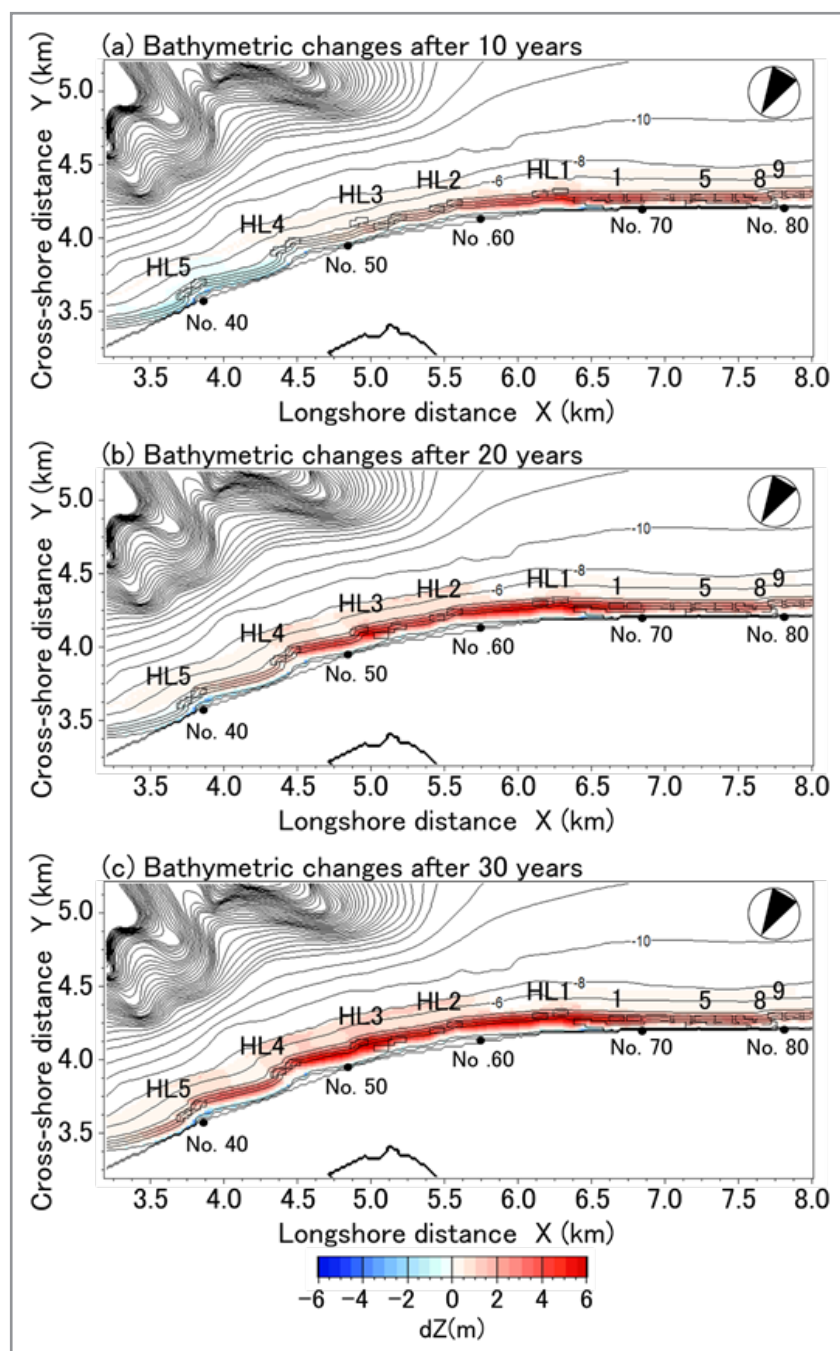 (a) Bathymetric changes after 10 years
Cross-shore distance Y (km)
5.0
4.5
4.0
3.5
-10
-8
-6
HL1
HL2
HL3
HL4
HL5
1
5
8
9
No. 40
No. 50
No .60
No. 70
No. 80
3.5 4.0 4.5 5.0 5.5 6.0 6.5 7.0 7.5 8.0
Longshore distance X (km)
(b) Bathymetric changes after 20 years
Cross-shore distance Y (km)
5.0
4.5
4.0
3.5
-10
-8
-6
HL1
HL2
HL3
HL4
HL5
1
5
8
9
No. 40
No. 50
No .60
No. 70
No. 80
3.5 4.0 4.5 5.0 5.5 6.0 6.5 7.0 7.5 8.0
Longshore distance X (km)
(c) Bathymetric changes after 30 years
Cross-shore distance Y (km)
5.0
4.5
4.0
3.5
-10
-8
-6
HL1
HL2
HL3
HL4
HL5
1
5
8
9
No. 40
No. 50
No .60
No. 70
No. 80
3.5 4.0 4.5 5.0 5.5 6.0 6.5 7.0 7.5 8.0
Longshore distance X (km)
-6 -4 -2 0 2 4 6
dZ(m)